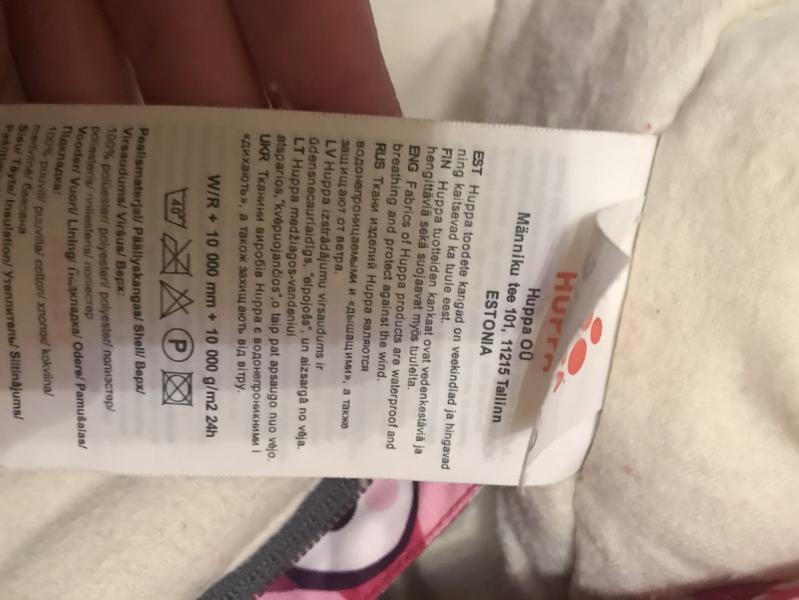 HUPPA
Huppa OÜ
Männiku tee 101, 11215 Tallinn
ESTONIA
EST Huppa toodete kangad on veekindlad ja hingavad
ning kaitsevad ka tuule eest.
FIN Huppa tuotteiden kankaat ovat vedenkestäviä ja
hengittäviä sekä suojaavat myös tuulelta.
ENG Fabrics of Huppa products are waterproof and
breathing and protect against the wind.
RUS Ткани изделий Huppa являются
водонепроницаемыми и «дышащими», а также
защищают от ветра.
LV Huppa izstrādājumu virsaudums ir
ūdensnecaurlaidīgs, "elpojošs", un aizsargā no vēja.
LT Huppa medžiagos-vandeniui
atsparios,"kvėpuojančios",o taip pat apsaugo nuo vėjo.
UKR Тканини виробів Huppa є водонепроникними і
«дихають», а також захищають від вітру.
W/R + 10 000 mm + 10 000 g/m2 24h
40° P
Pealismaterjal/ Päällyskangas/ Shell/ Верх/
Virsaudums/ Viršus/ Верх:
100% polüester/ polyesteri/ polyester/ полиэстер/
poliesters/ poliesteris/ поліестер
Vooder/ Vuori/ Lining/ Подкладка/ Odere/ Pamušalas/
Підкладка:
100% puuvill/ puuvilla/ cotton/ хлопок/ kokvilna/
medvilnė/ бавовна
Sisu/ Täyte/ Insulation/ Утеплитель/ Siltinājums/